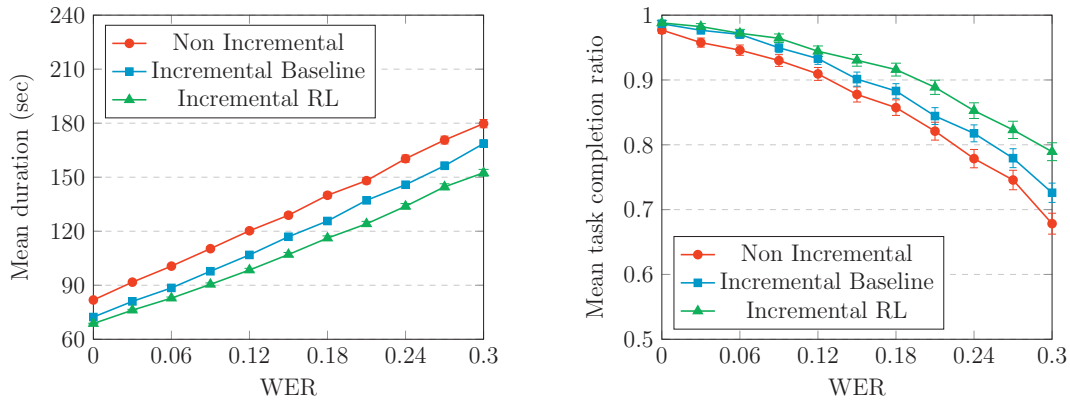 240
210
180
150
120
90
60
0
0.06
0.12
0.18
0.24
0.3
WER
Mean duration (sec)
Non Incremental
Incremental Baseline
Incremental RL
1
0.9
0.8
0.7
0.6
0.5
0
0.06
0.12
0.18
0.24
0.3
WER
Mean task completion ratio
Non Incremental
Incremental Baseline
Incremental RL